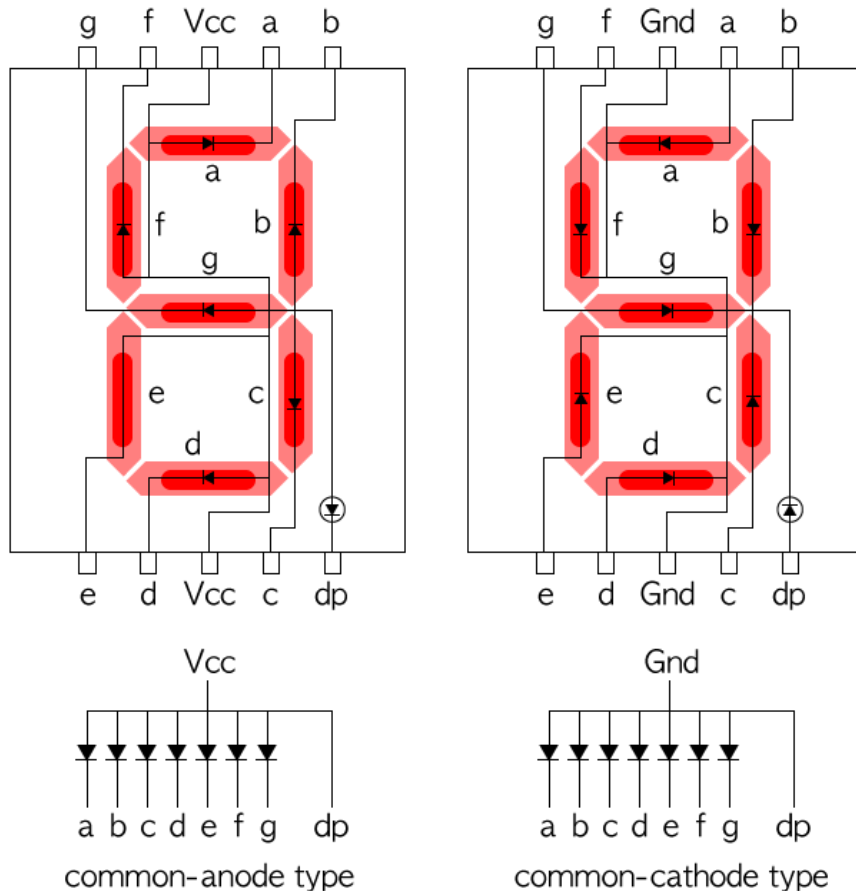 g f Vcc a b
g f Gnd a b
a
f b
g
e c
d
a
f b
g
e c
d
e d Vcc c dp
e d Gnd c dp
Vcc
a b c d e f g dp
common-anode type
Gnd
a b c d e f g dp
common-cathode type